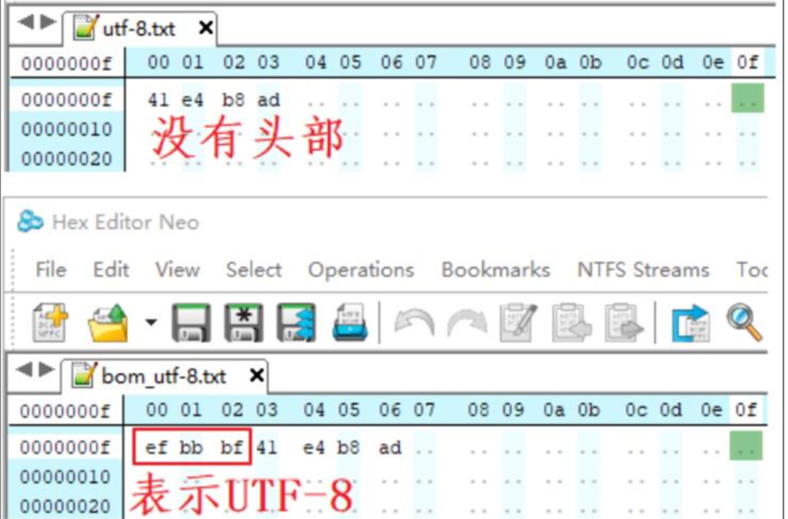 utf-8.txt
0000000f 00 01 02 03 04 05 06 07 08 09 0a 0b 0c 0d 0e 0f
0000000f 41 e4 b8 ad .. .. .. .. .. .. .. .. .. .. .. ..
00000010 .. .. .. .. .. .. .. .. .. .. .. .. .. .. .. ..
没有头部
00000020 .. .. .. .. .. .. .. .. .. .. .. .. .. .. .. ..
Hex Editor Neo
File Edit View Select Operations Bookmarks NTFS Streams Too
bom_utf-8.txt
0000000f 00 01 02 03 04 05 06 07 08 09 0a 0b 0c 0d 0e 0f
0000000f ef bb bf 41 e4 b8 ad .. .. .. .. .. .. .. .. ..
00000010 .. .. .. .. .. .. .. .. .. .. .. .. .. .. .. ..
表示UTF-8
00000020 .. .. .. .. .. .. .. .. .. .. .. .. .. .. .. ..